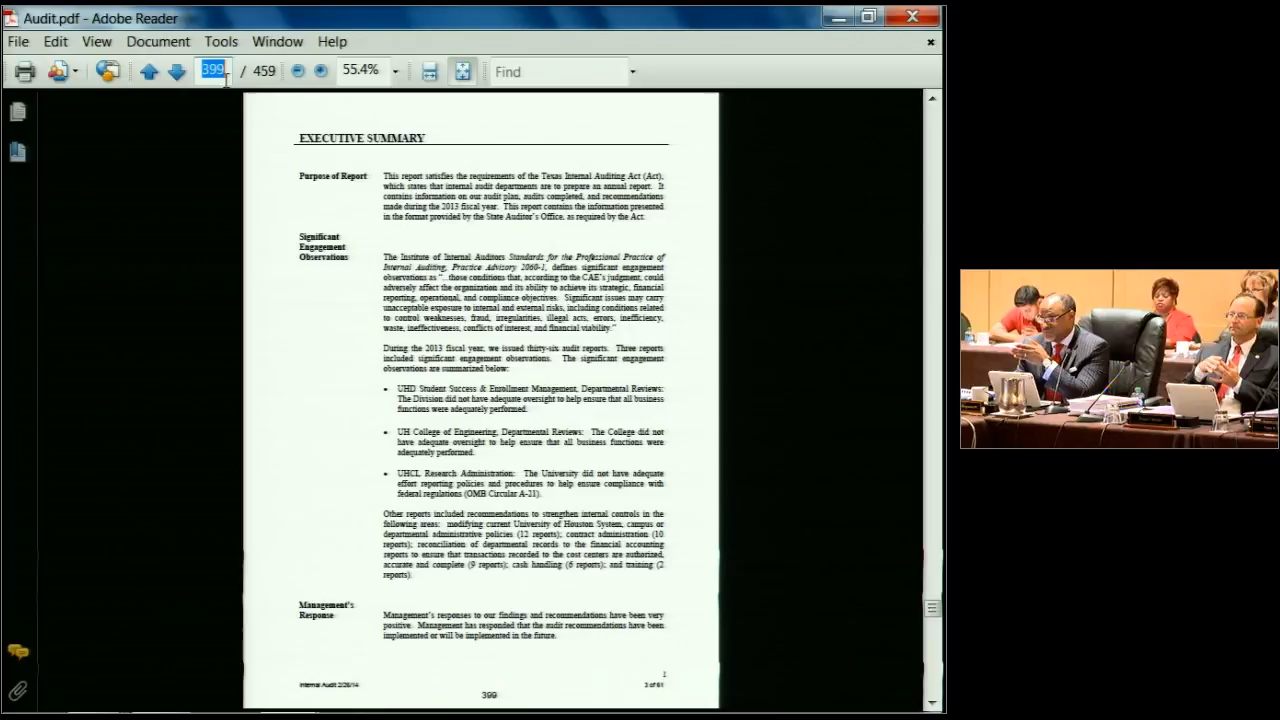 Audit.pdf - Adobe Reader
File Edit View Document Tools Window Help
399 / 459 55.4% Find
EXECUTIVE SUMMARY
Purpose of Report
This report satisfies the requirements of the Texas Internal Auditing Act (Act),
which states that internal audit departments are to prepare an annual report. It
contains information on our audit plan, audits completed, and recommendations
made during the 2013 fiscal year. This report contains the information presented
in the format provided by the State Auditor's Office, as required by the Act.
Significant
Engagement
Observations
The Institute of Internal Auditors Standards for the Professional Practice of
Internal Auditing, Practice Advisory 2060-1, defines significant engagement
observations as "...those conditions that, according to the CAE's judgment, could
adversely affect the organization and its ability to achieve its strategic, financial
reporting, operational, and compliance objectives. Significant issues may carry
unacceptable exposure to internal and external risks, including conditions related
to control weaknesses, fraud, irregularities, illegal acts, errors, inefficiency,
waste, ineffectiveness, conflicts of interest, and financial viability."
During the 2013 fiscal year, we issued thirty-six audit reports. Three reports
included significant engagement observations. The significant engagement
observations are summarized below:
• UHD Student Success & Enrollment Management, Departmental Reviews:
The Division did not have adequate oversight to help ensure that all business
functions were adequately performed.
• UH College of Engineering, Departmental Reviews: The College did not
have adequate oversight to help ensure that all business functions were
adequately performed.
• UHCL Research Administration: The University did not have adequate
effort reporting policies and procedures to help ensure compliance with
federal regulations (OMB Circular A-21).
Other reports included recommendations to strengthen internal controls in the
following areas: modifying current University of Houston System, campus or
departmental administrative policies (12 reports); contract administration (10
reports); reconciliation of departmental records to the financial accounting
reports to ensure that transactions recorded to the cost centers are authorized,
accurate and complete (9 reports); cash handling (6 reports); and training (2
reports).
Management's
Response
Management's responses to our findings and recommendations have been very
positive. Management has responded that the audit recommendations have been
implemented or will be implemented in the future.
1
Internal Audit 2/26/14 3 of 61
399